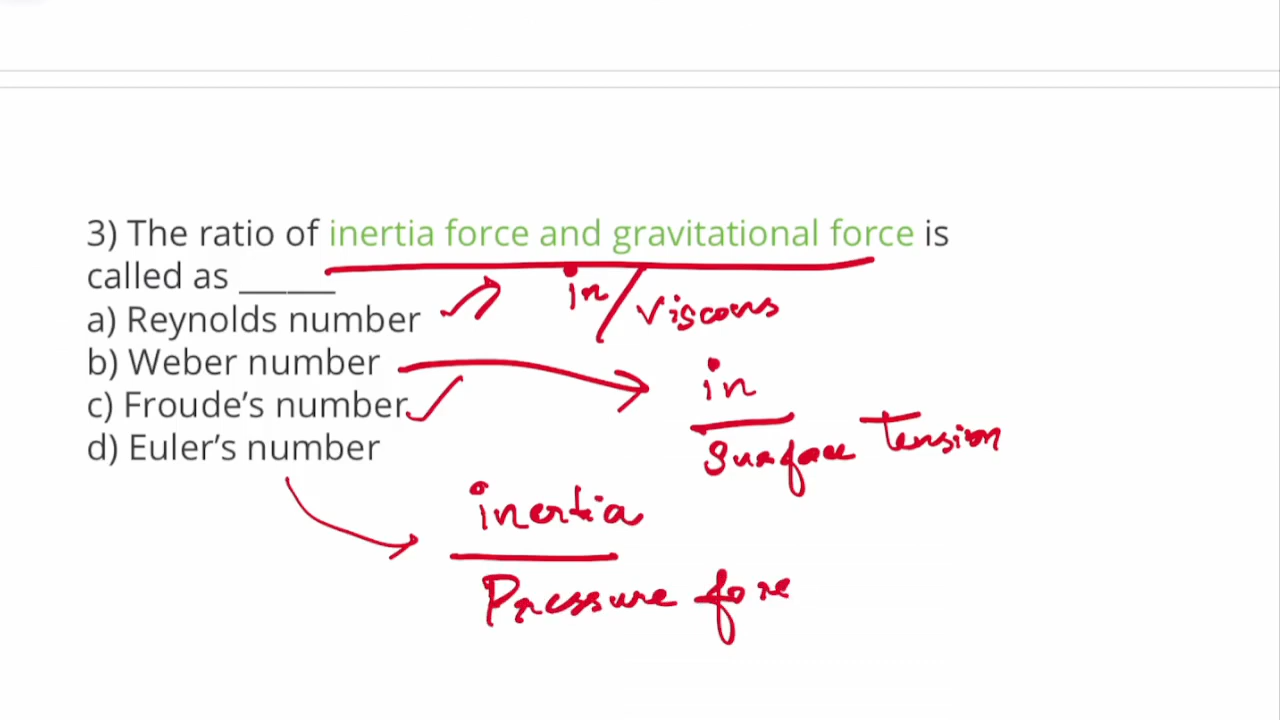 3) The ratio of inertia force and gravitational force is
called as ______
a) Reynolds number
in/viscous
b) Weber number
in
c) Froude’s number
Surface Tension
d) Euler’s number
inertia
Pressure